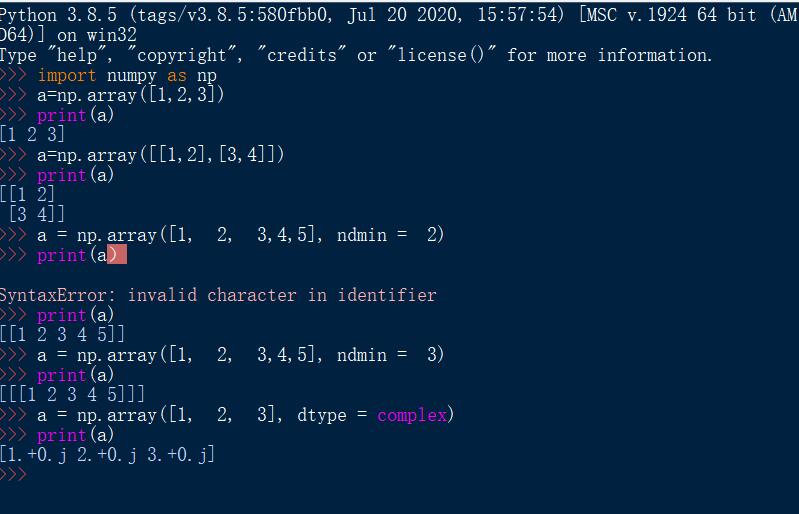 Python 3.8.5 (tags/v3.8.5:580fbb0, Jul 20 2020, 15:57:54) [MSC v.1924 64 bit (AM
D64)] on win32
Type "help", "copyright", "credits" or "license()" for more information.
>>> import numpy as np
>>> a=np.array([1,2,3])
>>> print(a)
[1 2 3]
>>> a=np.array([[1,2],[3,4]])
>>> print(a)
[[1 2]
 [3 4]]
>>> a = np.array([1,  2,  3,4,5], ndmin =  2)
>>> print(a）
SyntaxError: invalid character in identifier
>>> print(a)
[[1 2 3 4 5]]
>>> a = np.array([1,  2,  3,4,5], ndmin =  3)
>>> print(a)
[[[1 2 3 4 5]]]
>>> a = np.array([1,  2,  3], dtype = complex)
>>> print(a)
[1.+0.j 2.+0.j 3.+0.j]
>>>